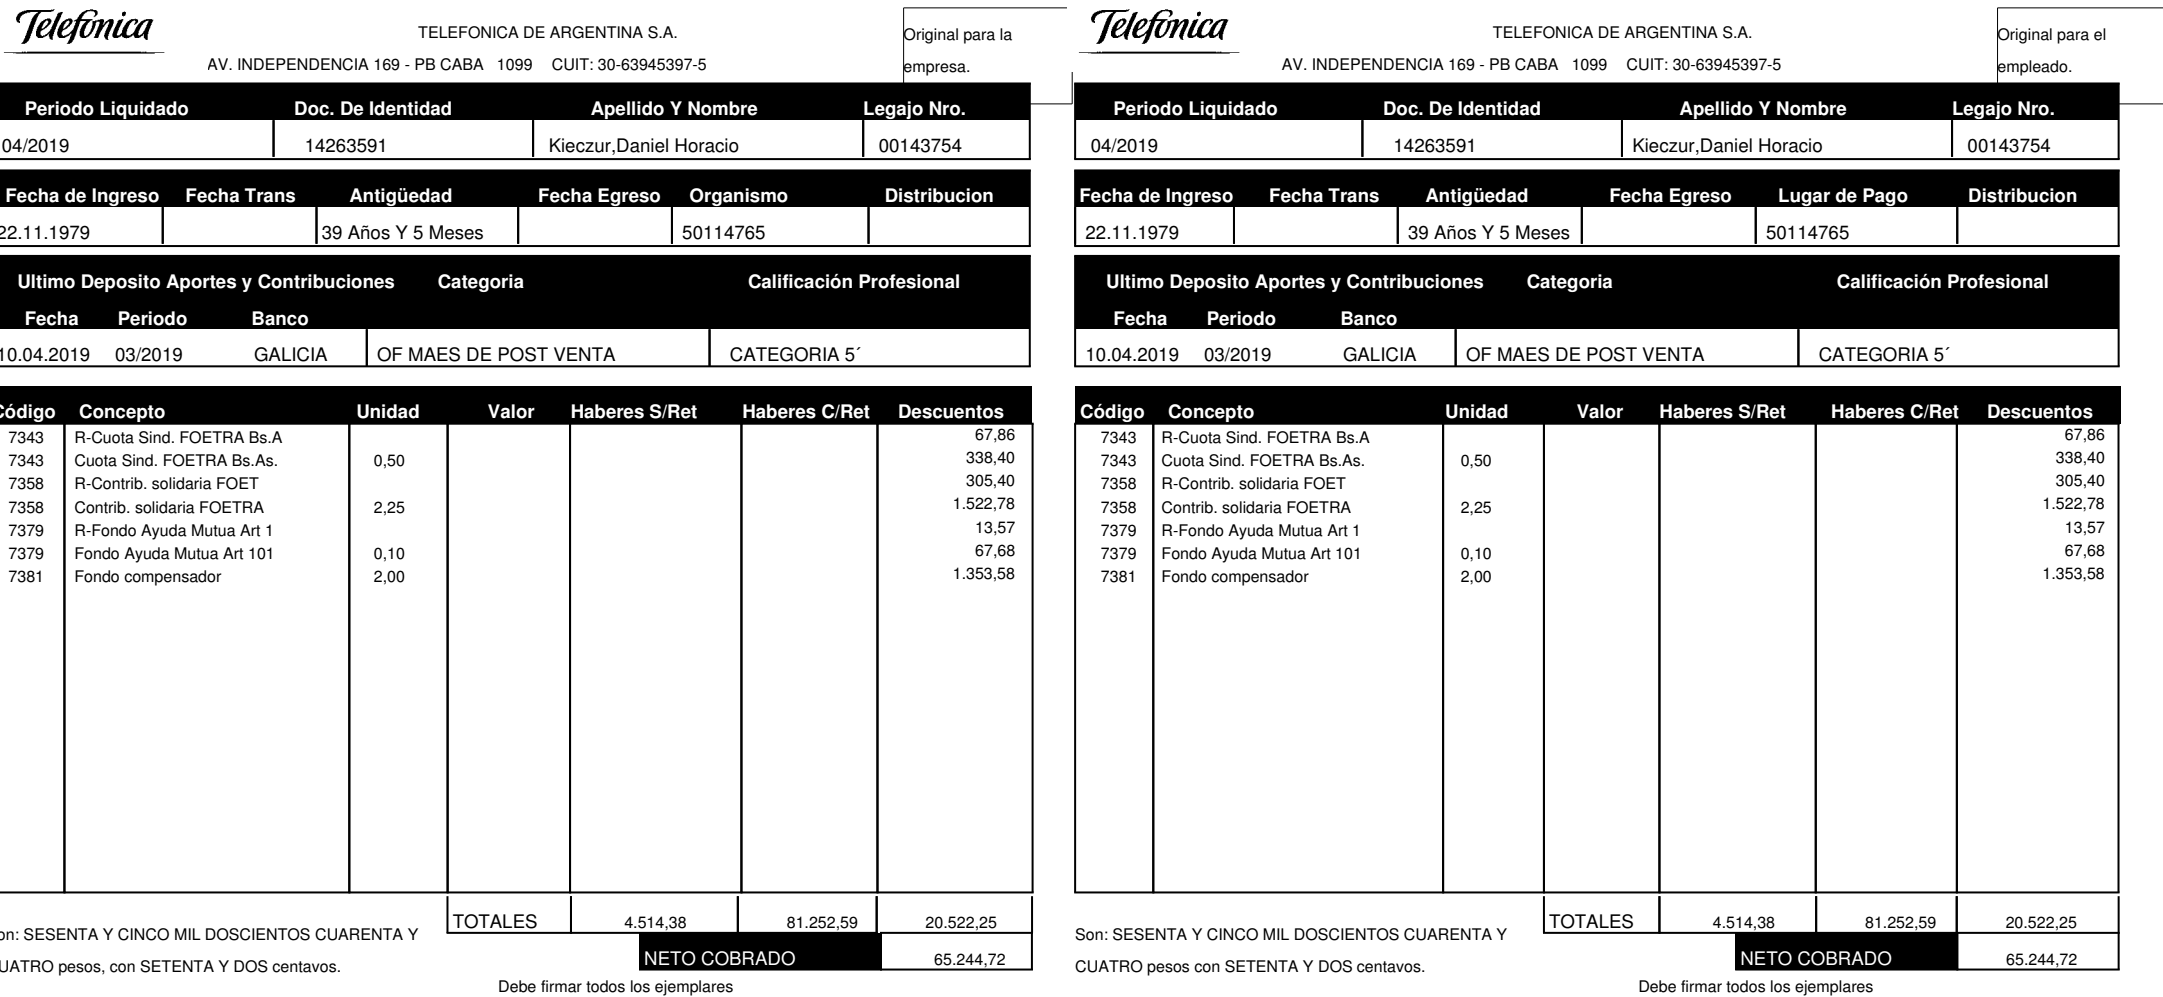 Telefónica
TELEFONICA DE ARGENTINA S.A.
AV. INDEPENDENCIA 169 - PB CABA 1099 CUIT: 30-63945397-5
Original para la
empresa.
Periodo Liquidado Doc. De Identidad Apellido Y Nombre Legajo Nro.
04/2019 14263591 Kieczur,Daniel Horacio 00143754
Fecha de Ingreso Fecha Trans Antigüedad Fecha Egreso Organismo Distribucion
22.11.1979 39 Años Y 5 Meses 50114765
Ultimo Deposito Aportes y Contribuciones Categoria Calificación Profesional
Fecha Periodo Banco
10.04.2019 03/2019 GALICIA OF MAES DE POST VENTA CATEGORIA 5´
Código Concepto Unidad Valor Haberes S/Ret Haberes C/Ret Descuentos
7343 R-Cuota Sind. FOETRA Bs.A 67,86
7343 Cuota Sind. FOETRA Bs.As. 0,50 338,40
7358 R-Contrib. solidaria FOET 305,40
7358 Contrib. solidaria FOETRA 2,25 1.522,78
7379 R-Fondo Ayuda Mutua Art 1 13,57
7379 Fondo Ayuda Mutua Art 101 0,10 67,68
7381 Fondo compensador 2,00 1.353,58
TOTALES 4.514,38 81.252,59 20.522,25
on: SESENTA Y CINCO MIL DOSCIENTOS CUARENTA Y
UATRO pesos, con SETENTA Y DOS centavos.
NETO COBRADO 65.244,72
Debe firmar todos los ejemplares
Telefónica
TELEFONICA DE ARGENTINA S.A.
AV. INDEPENDENCIA 169 - PB CABA 1099 CUIT: 30-63945397-5
Original para el
empleado.
Periodo Liquidado Doc. De Identidad Apellido Y Nombre Legajo Nro.
04/2019 14263591 Kieczur,Daniel Horacio 00143754
Fecha de Ingreso Fecha Trans Antigüedad Fecha Egreso Lugar de Pago Distribucion
22.11.1979 39 Años Y 5 Meses 50114765
Ultimo Deposito Aportes y Contribuciones Categoria Calificación Profesional
Fecha Periodo Banco
10.04.2019 03/2019 GALICIA OF MAES DE POST VENTA CATEGORIA 5´
Código Concepto Unidad Valor Haberes S/Ret Haberes C/Ret Descuentos
7343 R-Cuota Sind. FOETRA Bs.A 67,86
7343 Cuota Sind. FOETRA Bs.As. 0,50 338,40
7358 R-Contrib. solidaria FOET 305,40
7358 Contrib. solidaria FOETRA 2,25 1.522,78
7379 R-Fondo Ayuda Mutua Art 1 13,57
7379 Fondo Ayuda Mutua Art 101 0,10 67,68
7381 Fondo compensador 2,00 1.353,58
TOTALES 4.514,38 81.252,59 20.522,25
Son: SESENTA Y CINCO MIL DOSCIENTOS CUARENTA Y
CUATRO pesos con SETENTA Y DOS centavos.
NETO COBRADO 65.244,72
Debe firmar todos los ejemplares